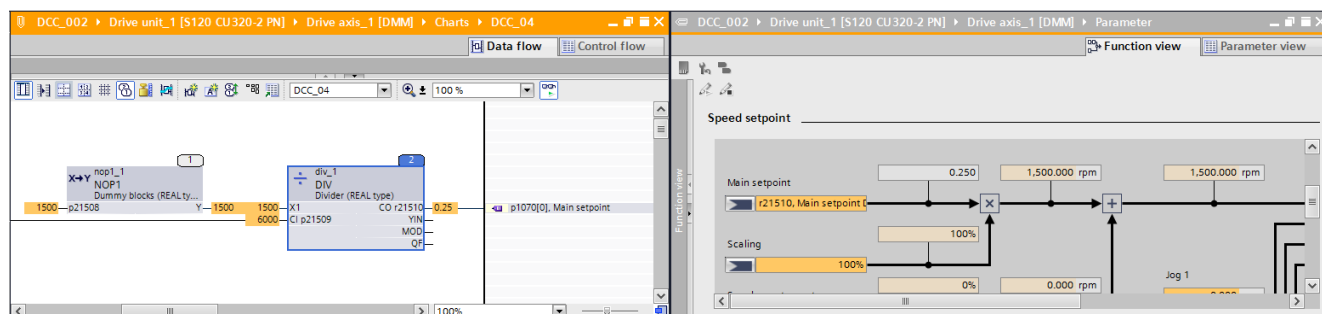 DCC_002 ▸ Drive unit_1 [S120 CU320-2 PN] ▸ Drive axis_1 [DMM] ▸ Charts ▸ DCC_04
Data flow
Control flow
DCC_04
100 %
1
nop1_1
X→Y
NOP1
Dummy blocks (REAL ty...
1500
p21508
Y
1500
2
div_1
÷
DIV
Divider (REAL type)
1500
X1
CO r21510
0.25
6000
CI p21509
YIN
MOD
QF
p1070[0], Main setpoint
100%
DCC_002 ▸ Drive unit_1 [S120 CU320-2 PN] ▸ Drive axis_1 [DMM] ▸ Parameter
Function view
Parameter view
Function view
Speed setpoint
0.250
1,500.000 rpm
1,500.000 rpm
Main setpoint
r21510, Main setpoint
×
+
100%
Scaling
100%
0%
0.000 rpm
Jog 1